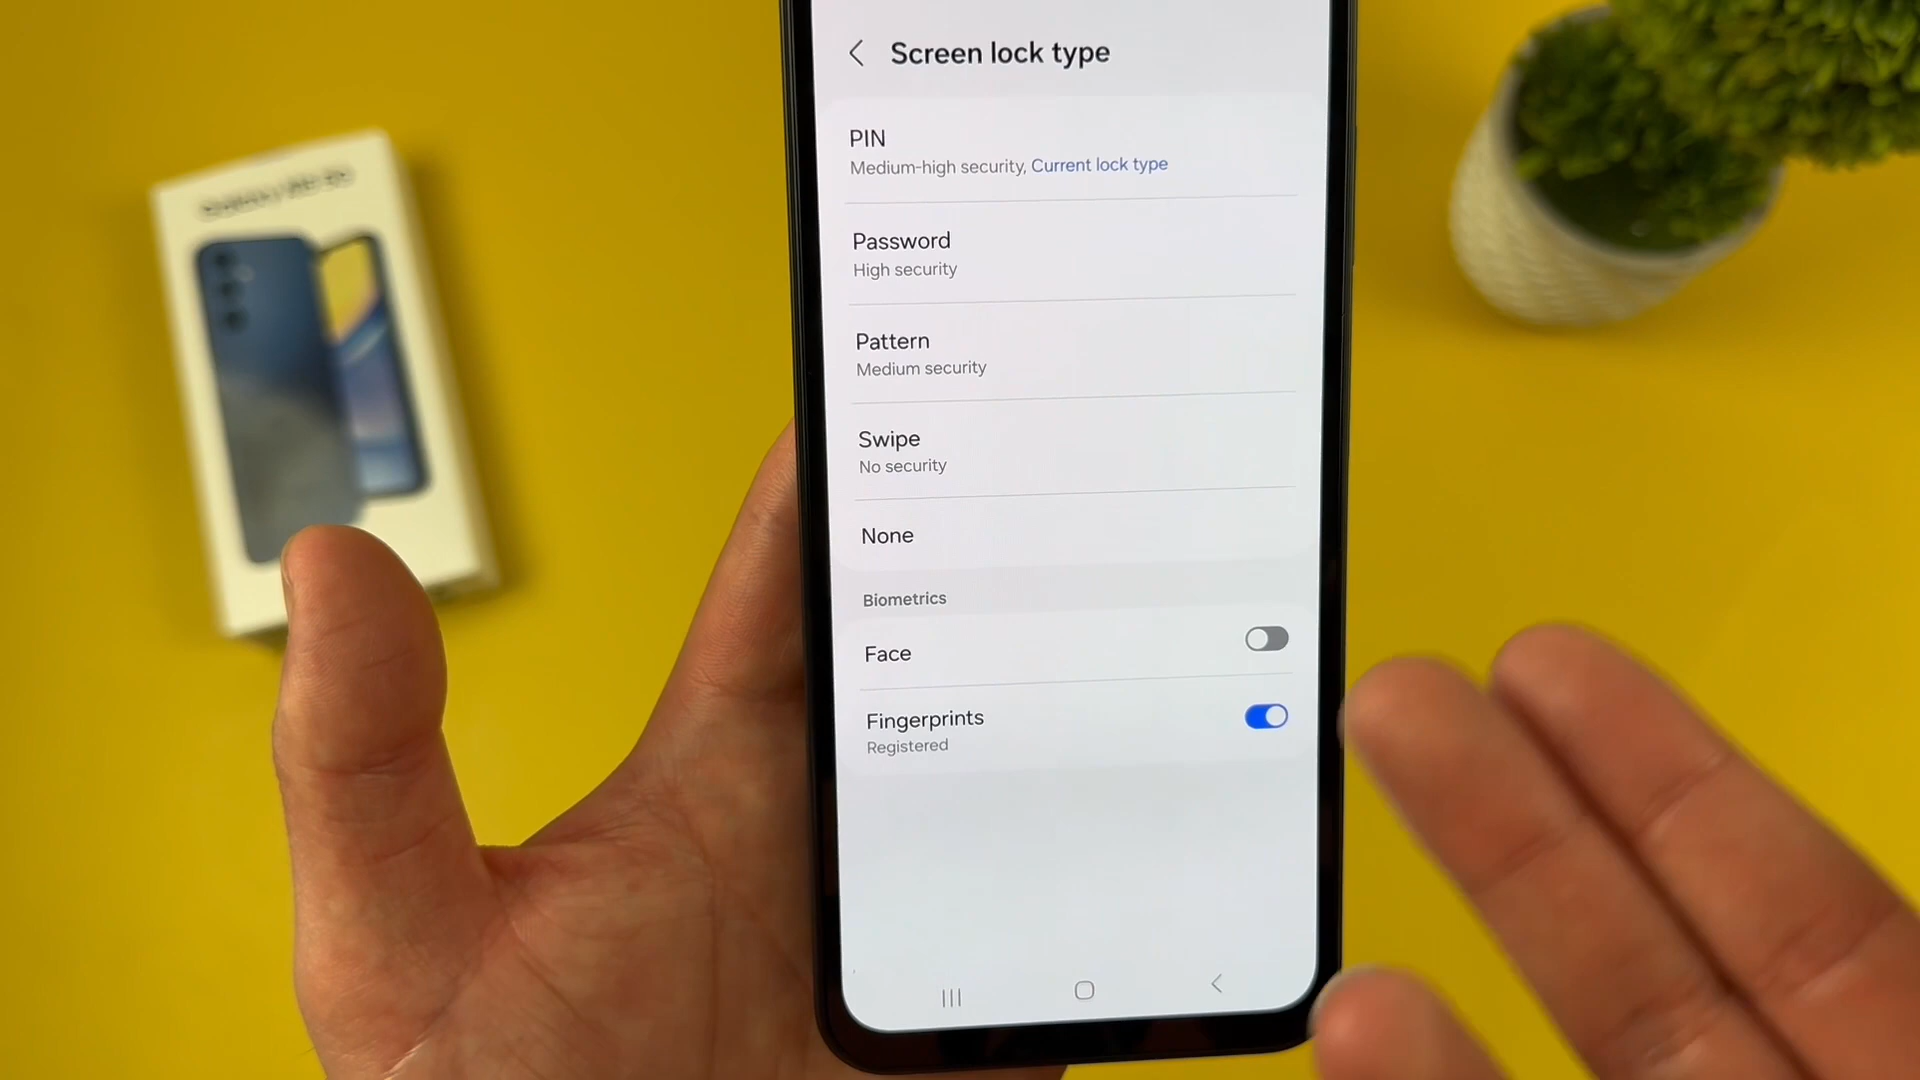 Screen lock type
PIN
Medium-high security, Current lock type
Password
High security
Pattern
Medium security
Swipe
No security
None
Biometrics
Face
Fingerprints
Registered
Galaxy